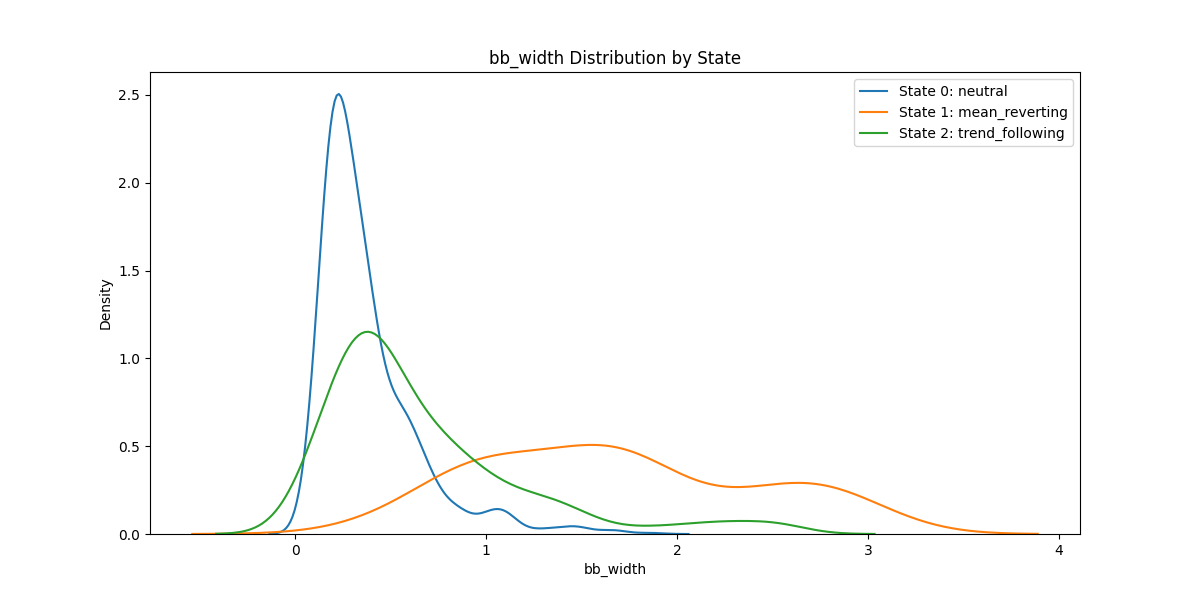 bb_width Distribution by State
State 0: neutral
State 1: mean_reverting
State 2: trend_following
Density
2.5
2.0
1.5
1.0
0.5
0.0
0 1 2 3 4
bb_width